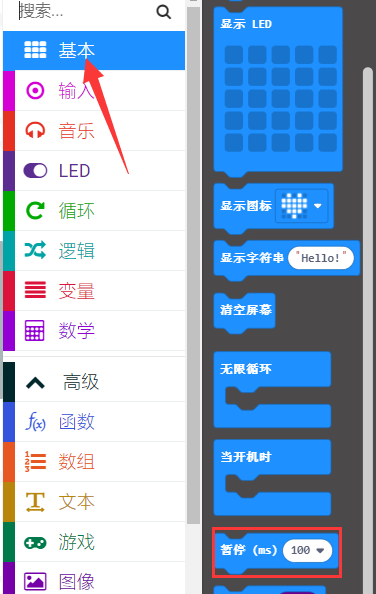 搜索...
基本
输入
音乐
LED
循环
逻辑
变量
数学
高级
f(x) 函数
数组
文本
游戏
图像
显示 LED
显示图标
显示字符串 "Hello!"
清空屏幕
无限循环
当开机时
暂停 (ms) 100